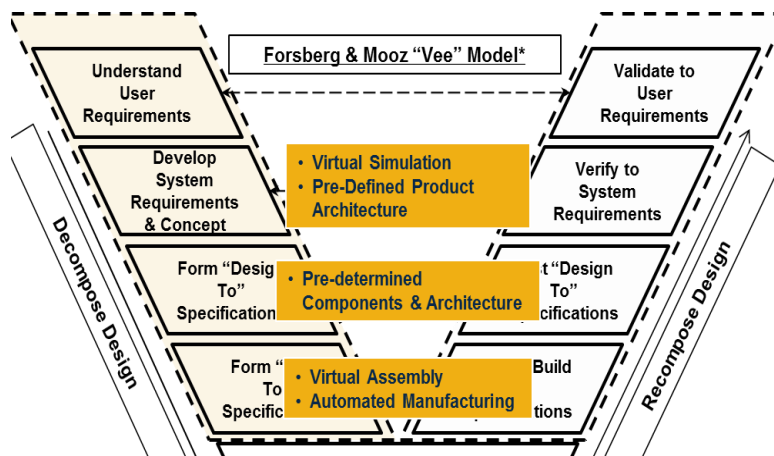 Forsberg & Mooz “Vee” Model*
Understand
User
Requirements
Validate to
User
Requirements
Develop
System
Requirements
& Concept
• Virtual Simulation
• Pre-Defined Product
Architecture
Verify to
System
Requirements
Form “Desig
To”
Specification
• Pre-determined
Components & Architecture
“Design
To”
cifications
Form “
To
Specific
• Virtual Assembly
• Automated Manufacturing
Build
Decompose Design
Recompose Design